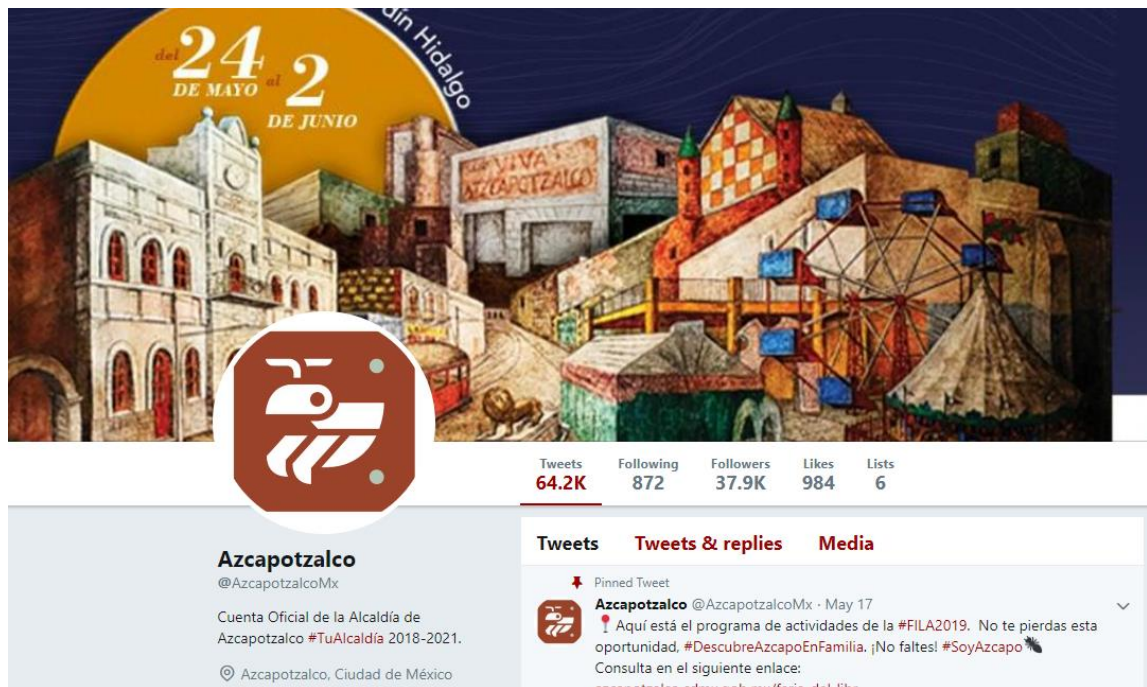 dín Hidalgo
del 24 al 2
DE MAYO
DE JUNIO
VIVA
AZCAPOTZALCO
Tweets Following Followers Likes Lists
64.2K 872 37.9K 984 6
Tweets Tweets & replies Media
Azcapotzalco
@AzcapotzalcoMx
Cuenta Oficial de la Alcaldía de
Azcapotzalco #TuAlcaldía 2018-2021.
Azcapotzalco, Ciudad de México
Pinned Tweet
Azcapotzalco @AzcapotzalcoMx · May 17
Aquí está el programa de actividades de la #FILA2019. No te pierdas esta
oportunidad, #DescubreAzcapoEnFamilia. ¡No faltes! #SoyAzcapo
Consulta en el siguiente enlace: